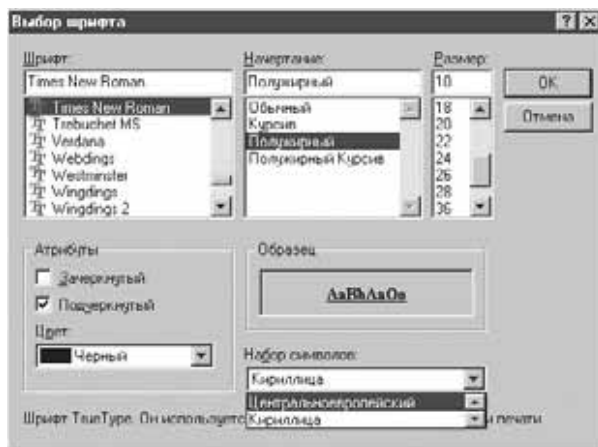 Выбор шрифта
Шрифт:
Начертание:
Размер:
Times New Roman
Полужирный
10
OK
Отмена
Times New Roman
Trebuchet MS
Verdana
Webdings
Westminster
Wingdings
Wingdings 2
Обычный
Курсив
Полужирный
Полужирный Курсив
18
20
22
24
26
28
36
Атрибуты
Зачеркнутый
Подчеркнутый
Цвет:
Черный
Образец
АаВbАаОо
Набор символов:
Кириллица
Центральноевропейский
Кириллица
Шрифт TrueType. Он используетс и печати